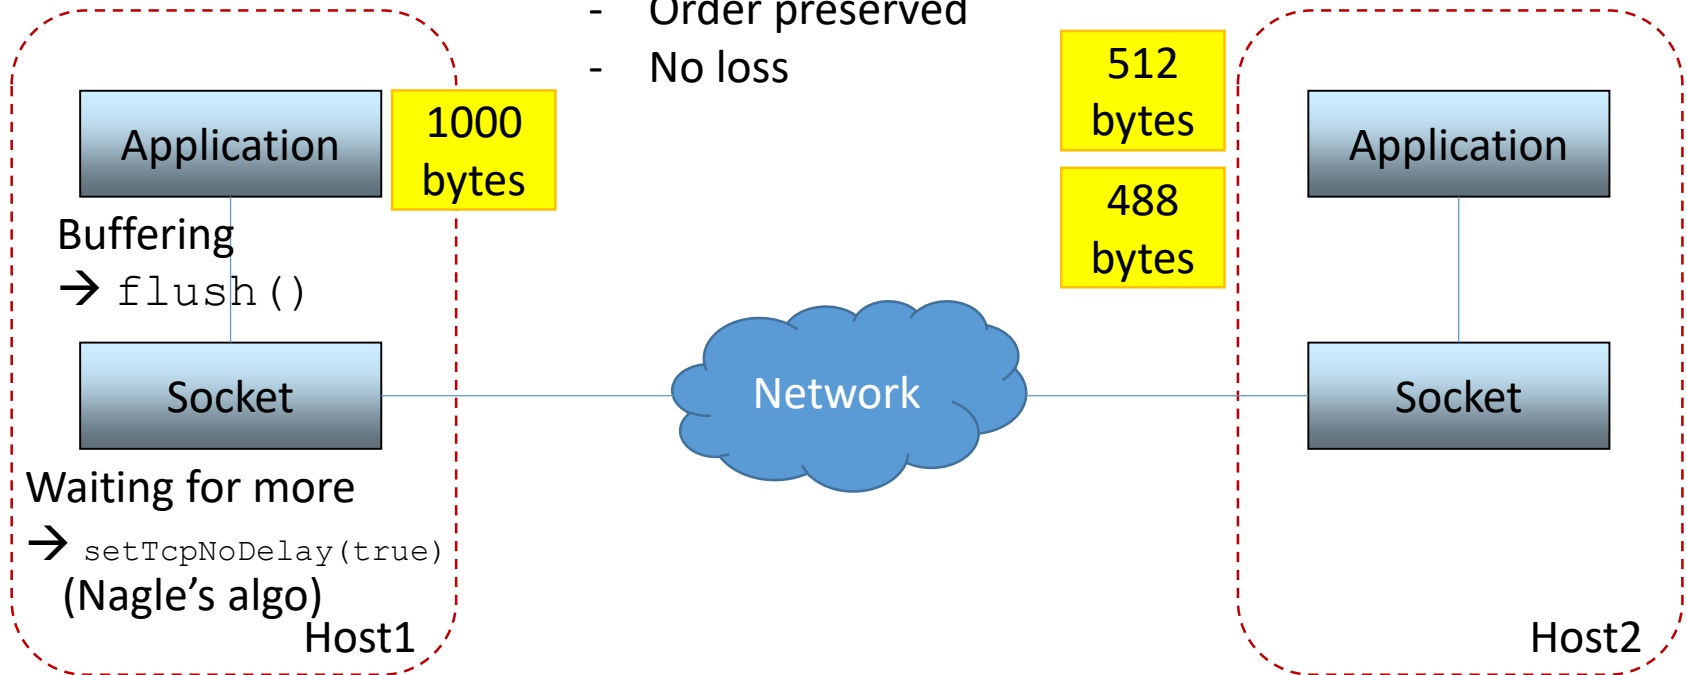 - Order preserved
- No loss
Application
1000
bytes
512
bytes
488
bytes
Application
Buffering
→ flush()
Socket
Network
Socket
Waiting for more
→ setTcpNoDelay(true)
(Nagle’s algo)
Host1
Host2